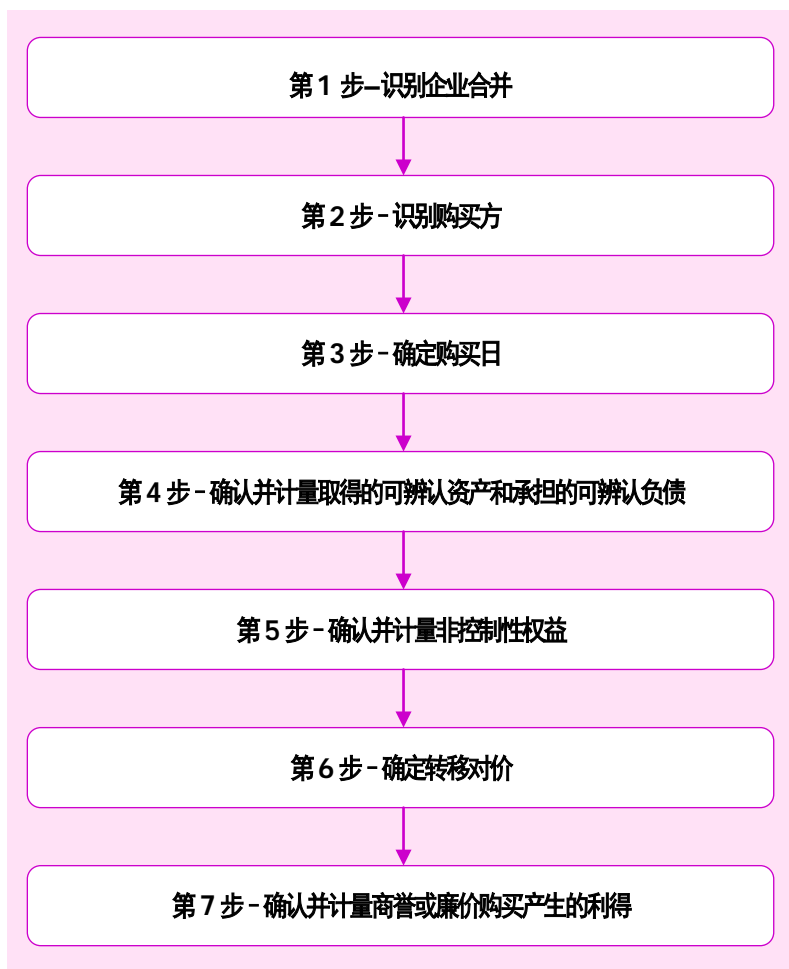 第 1 步–识别企业合并
第 2 步 - 识别购买方
第 3 步 - 确定购买日
第 4 步 - 确认并计量取得的可辨认资产和承担的可辨认负债
第 5 步 - 确认并计量非控制性权益
第 6 步 - 确定转移对价
第 7 步 - 确认并计量商誉或廉价购买产生的利得